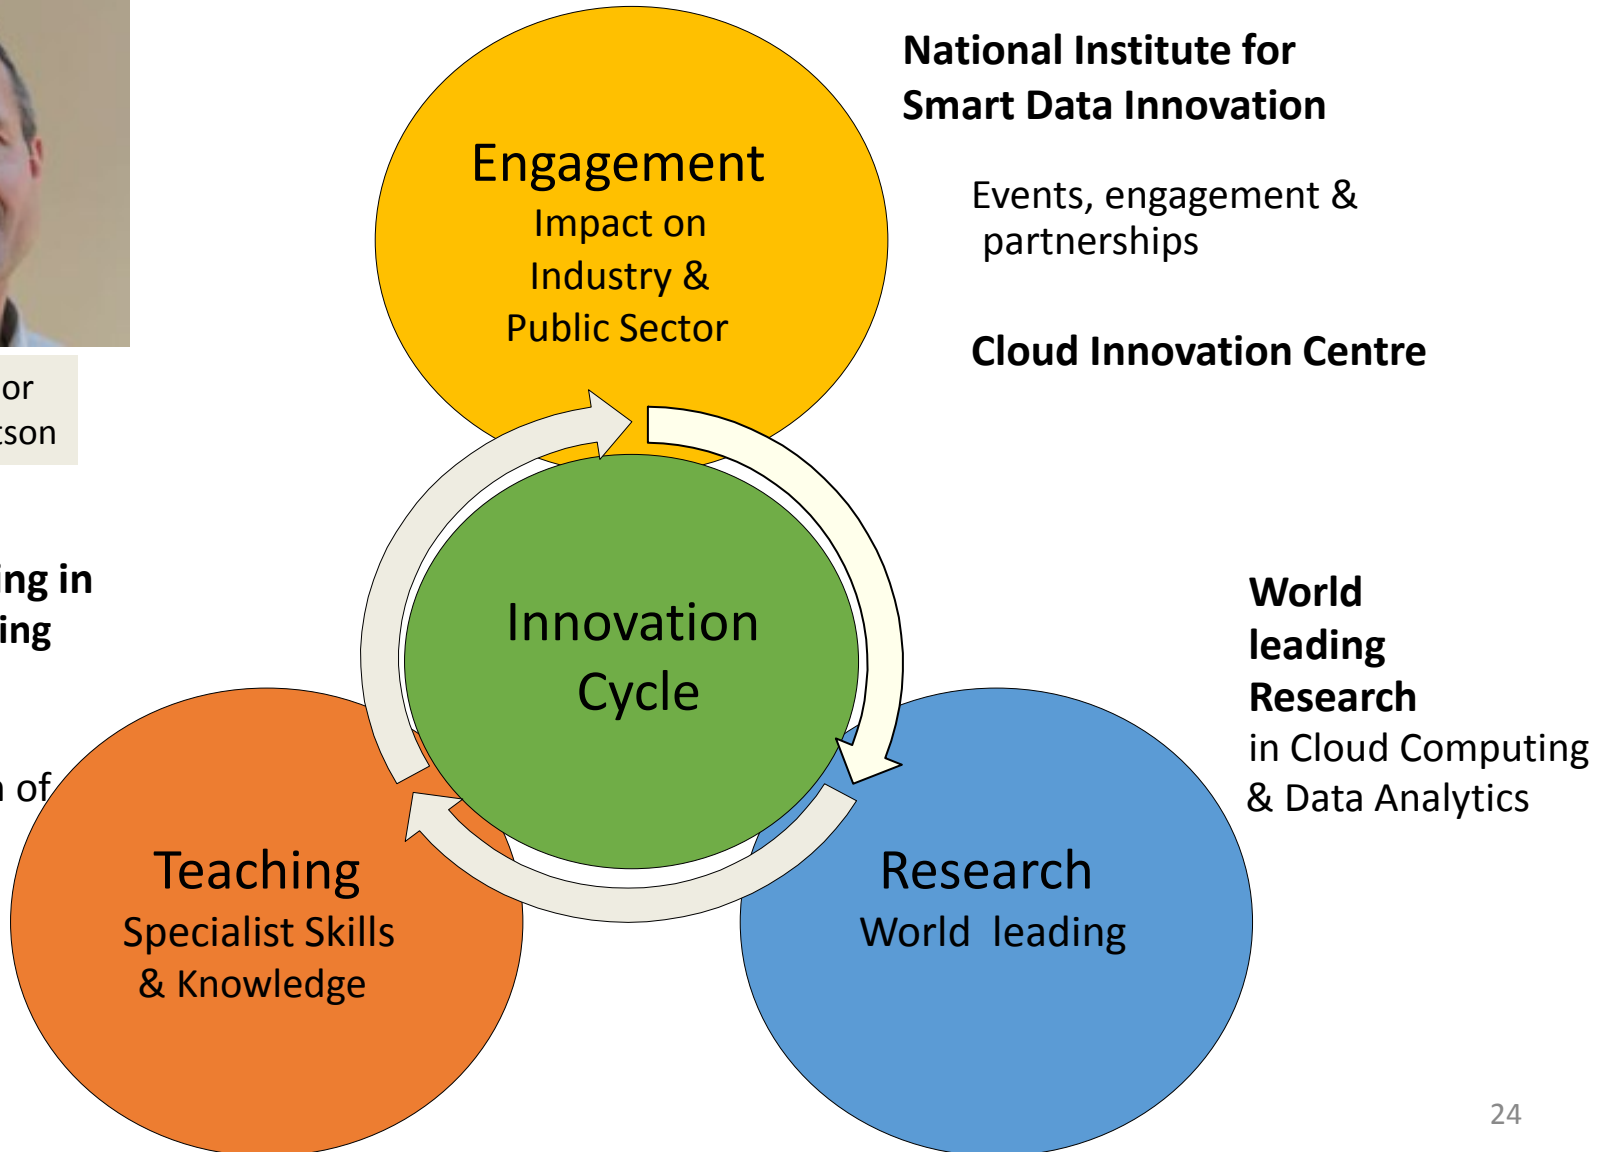 National Institute for
Smart Data Innovation
Engagement
Impact on
Industry &
Public Sector
Events, engagement &
partnerships
Cloud Innovation Centre
or
tson
ing in
ing
Innovation
Cycle
World
leading
Research
in Cloud Computing
& Data Analytics
of
Teaching
Specialist Skills
& Knowledge
Research
World leading
24